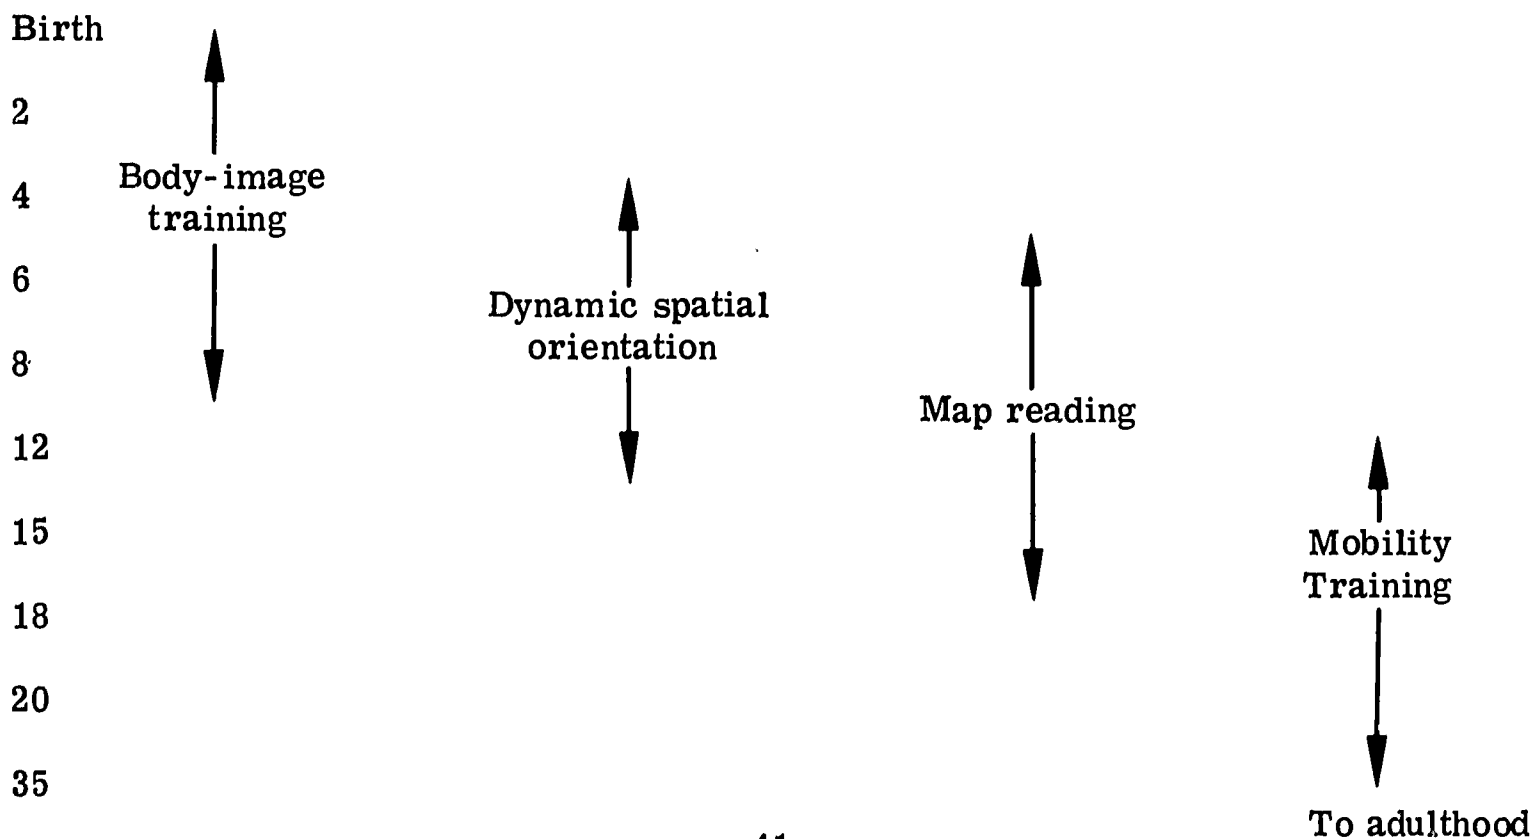 Birth
2
4
6
8
12
15
18
20
35
Body-image
training
Dynamic spatial
orientation
Map reading
Mobility
Training
To adulthood